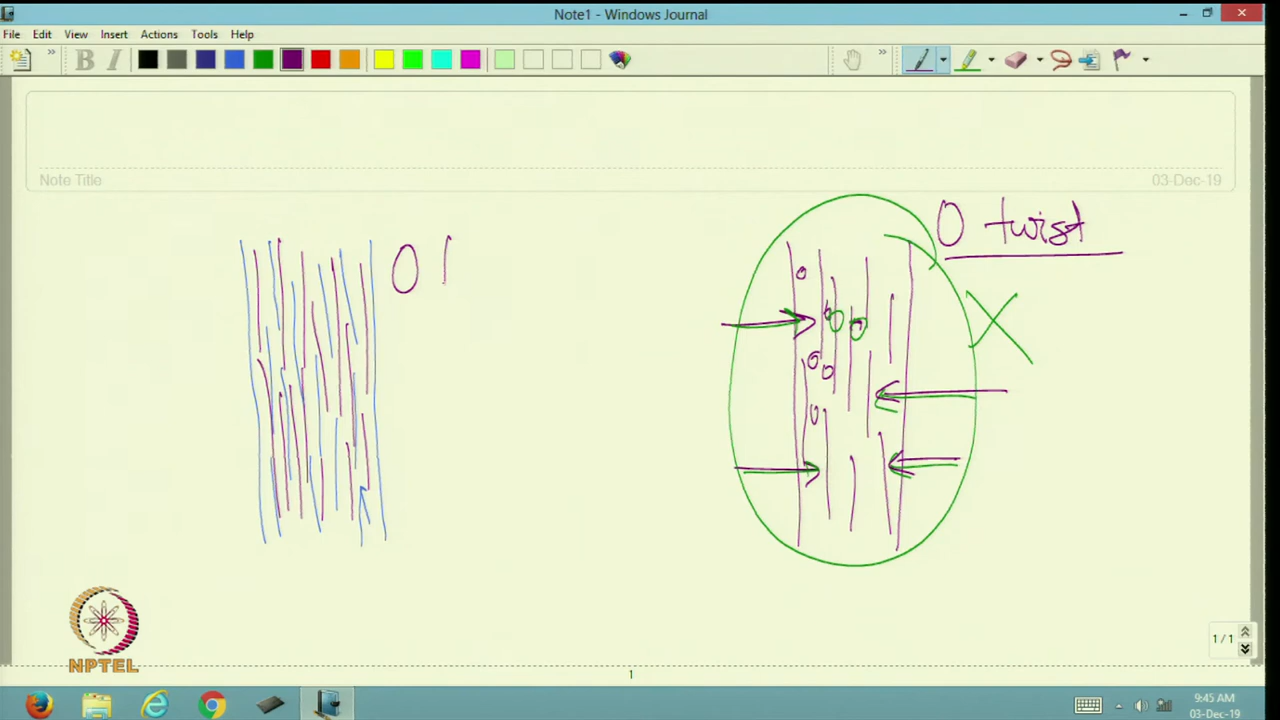 Note1 - Windows Journal
File Edit View Insert Actions Tools Help
Note Title
03-Dec-19
0 twist
0
NPTEL
1 / 1
1
9:45 AM
03-Dec-19